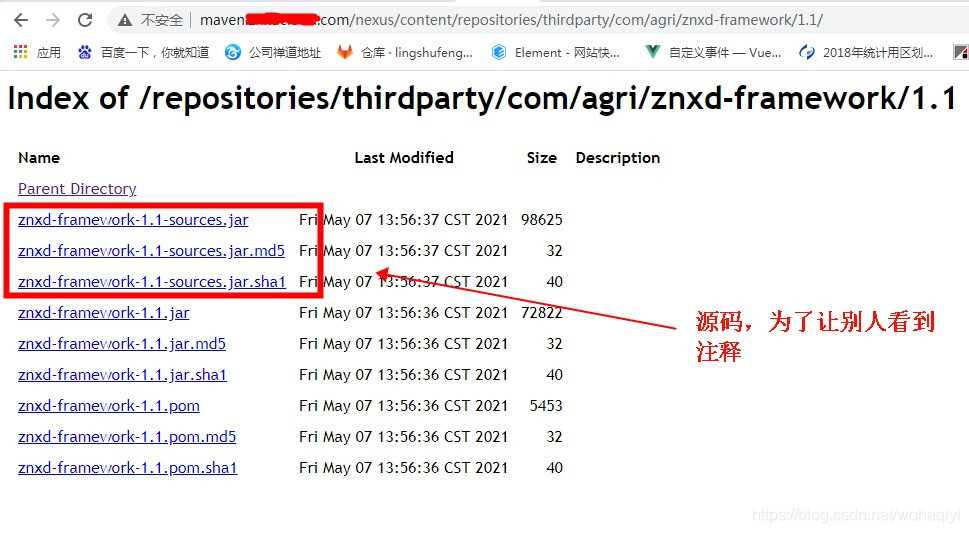 不安全 | maven .com/nexus/content/repositories/thirdparty/com/agri/znxd-framework/1.1/
应用 百度一下，你就知道 公司禅道地址 仓库 · lingshufeng... Element - 网站快... 自定义事件 — Vue... 2018年统计用区划...
Index of /repositories/thirdparty/com/agri/znxd-framework/1.1
Name Last Modified Size Description
Parent Directory
znxd-framework-1.1-sources.jar Fri May 07 13:56:37 CST 2021 98625
znxd-framework-1.1-sources.jar.md5 Fri May 07 13:56:37 CST 2021 32
znxd-framework-1.1-sources.jar.sha1 Fri May 07 13:56:37 CST 2021 40
znxd-framework-1.1.jar Fri May 07 13:56:36 CST 2021 72822
znxd-framework-1.1.jar.md5 Fri May 07 13:56:36 CST 2021 32
znxd-framework-1.1.jar.sha1 Fri May 07 13:56:36 CST 2021 40
znxd-framework-1.1.pom Fri May 07 13:56:36 CST 2021 5453
znxd-framework-1.1.pom.md5 Fri May 07 13:56:36 CST 2021 32
znxd-framework-1.1.pom.sha1 Fri May 07 13:56:36 CST 2021 40
源码，为了让别人看到
注释
https://blog.csdn.net/wohaqiyi